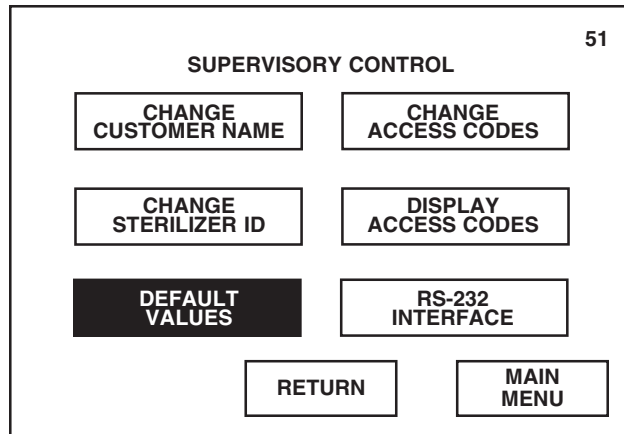 51
SUPERVISORY CONTROL
CHANGE
CUSTOMER NAME
CHANGE
ACCESS CODES
CHANGE
STERILIZER ID
DISPLAY
ACCESS CODES
DEFAULT
VALUES
RS-232
INTERFACE
RETURN
MAIN
MENU